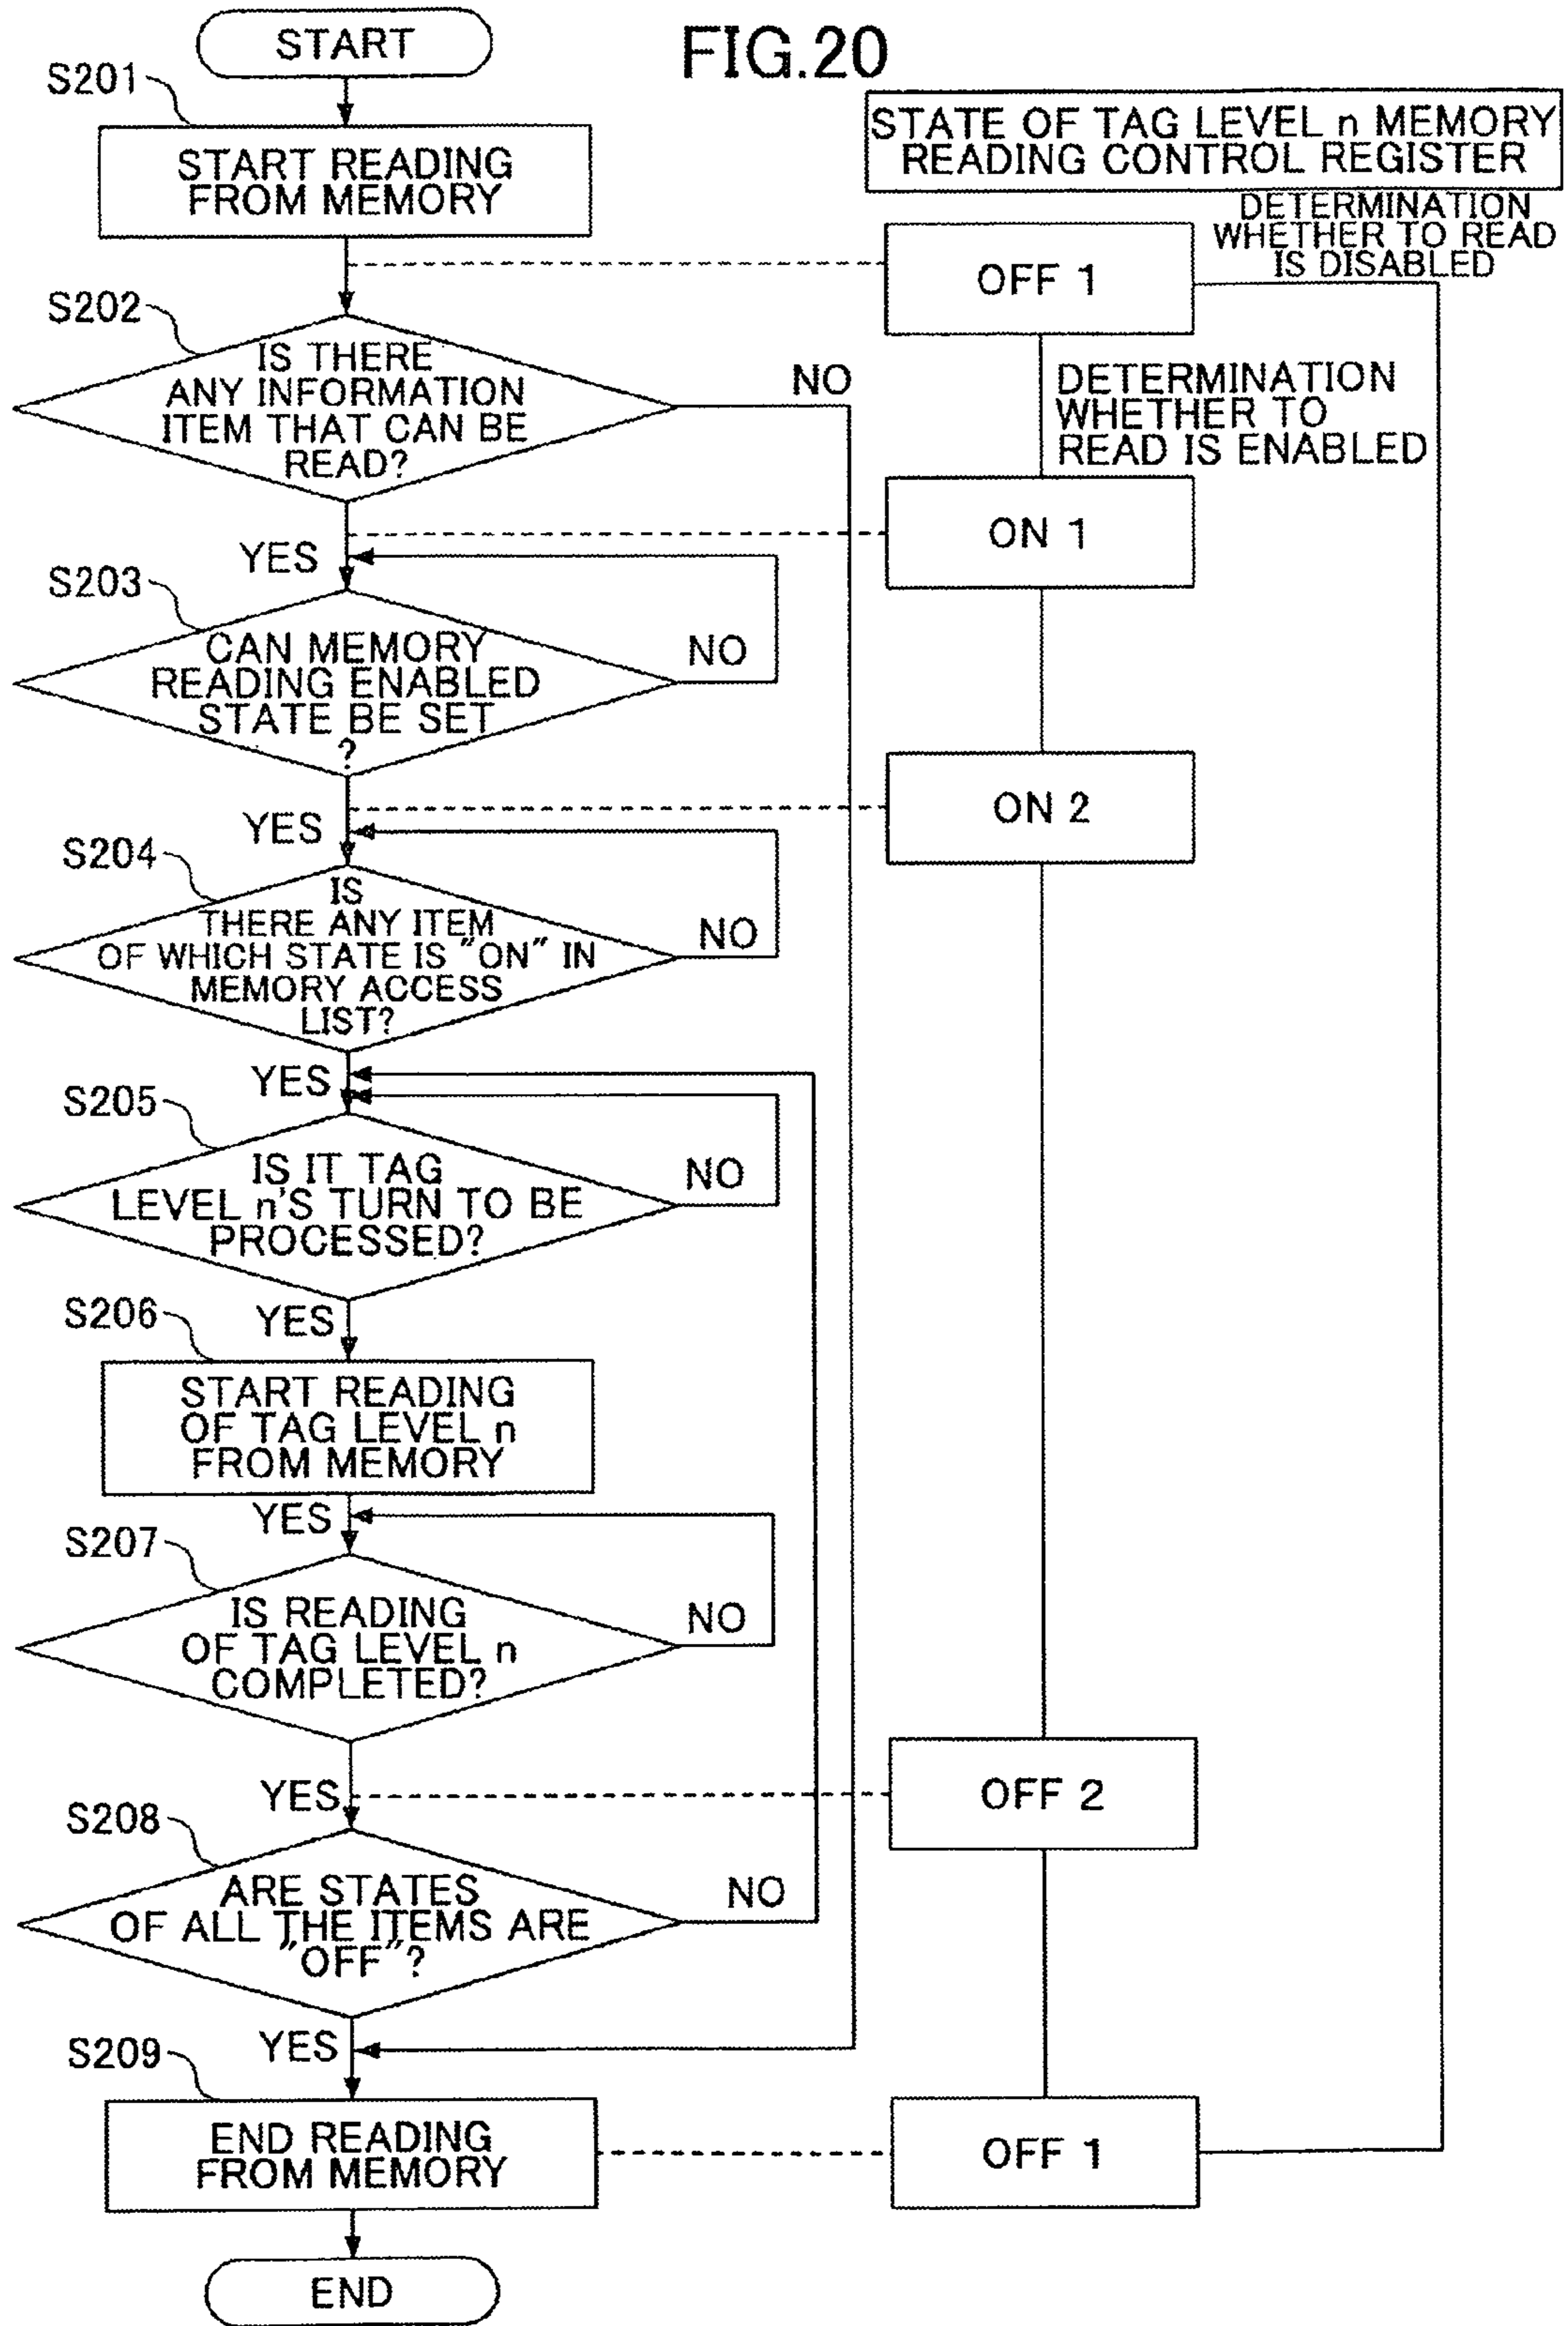 FIG.20
START
S201
START READING
FROM MEMORY
STATE OF TAG LEVEL n MEMORY
READING CONTROL REGISTER
DETERMINATION
WHETHER TO READ
IS DISABLED
OFF 1
S202
IS THERE
ANY INFORMATION
ITEM THAT CAN BE
READ?
NO
DETERMINATION
WHETHER TO
READ IS ENABLED
YES
ON 1
S203
CAN MEMORY
READING ENABLED
STATE BE SET
?
NO
YES
ON 2
S204
IS
THERE ANY ITEM
OF WHICH STATE IS "ON" IN
MEMORY ACCESS
LIST?
NO
YES
S205
IS IT TAG
LEVEL n'S TURN TO BE
PROCESSED?
NO
YES
S206
START READING
OF TAG LEVEL n
FROM MEMORY
YES
S207
IS READING
OF TAG LEVEL n
COMPLETED?
NO
YES
OFF 2
S208
ARE STATES
OF ALL THE ITEMS ARE
"OFF"?
NO
YES
S209
END READING
FROM MEMORY
OFF 1
END